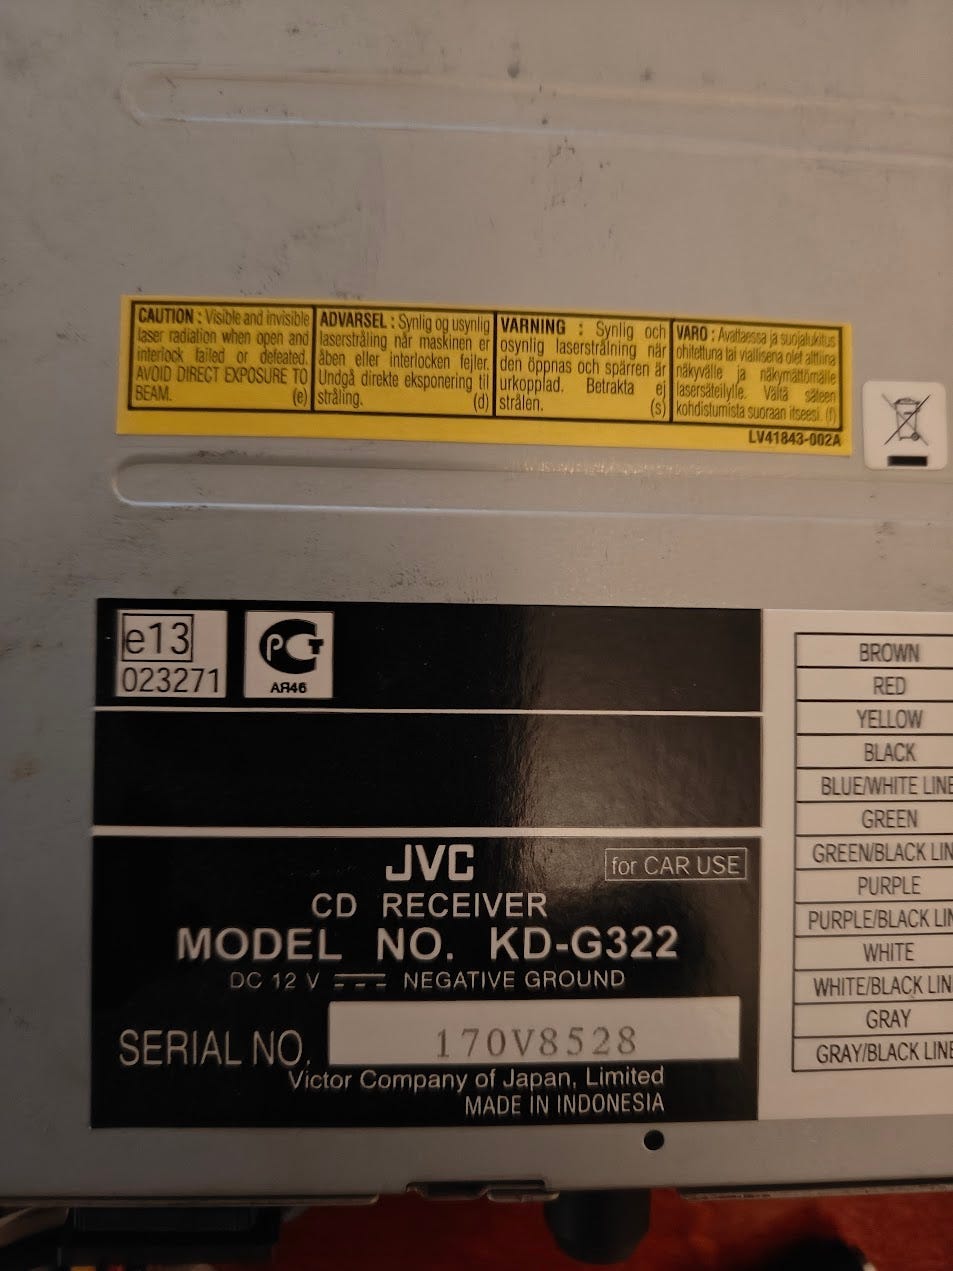 CAUTION : Visible and invisible
laser radiation when open and
interlock failed or defeated.
AVOID DIRECT EXPOSURE TO
BEAM. (e)
ADVARSEL : Synlig og usynlig
laserstråling når maskinen er
åben eller interlocken fejler.
Undgå direkte eksponering til
stråling. (d)
VARNING : Synlig och
osynlig laserstrålning när
den öppnas och spärren är
urkopplad. Betrakta ej
strålen. (s)
VARO : Avattaessa ja suojalukitus
ohitettuna tai viallisena olet alttiina
näkyvälle ja näkymättömälle
lasersäteilylle. Vältä säteen
kohdistumista suoraan itseesi. (f)
LV41843-002A
e13
023271
РСТ
АЯ46
JVC
for CAR USE
CD RECEIVER
MODEL NO. KD-G322
DC 12 V NEGATIVE GROUND
SERIAL NO. 170V8528
Victor Company of Japan, Limited
MADE IN INDONESIA
BROWN
RED
YELLOW
BLACK
BLUE/WHITE LINE
GREEN
GREEN/BLACK LIN
PURPLE
PURPLE/BLACK LIN
WHITE
WHITE/BLACK LIN
GRAY
GRAY/BLACK LINE